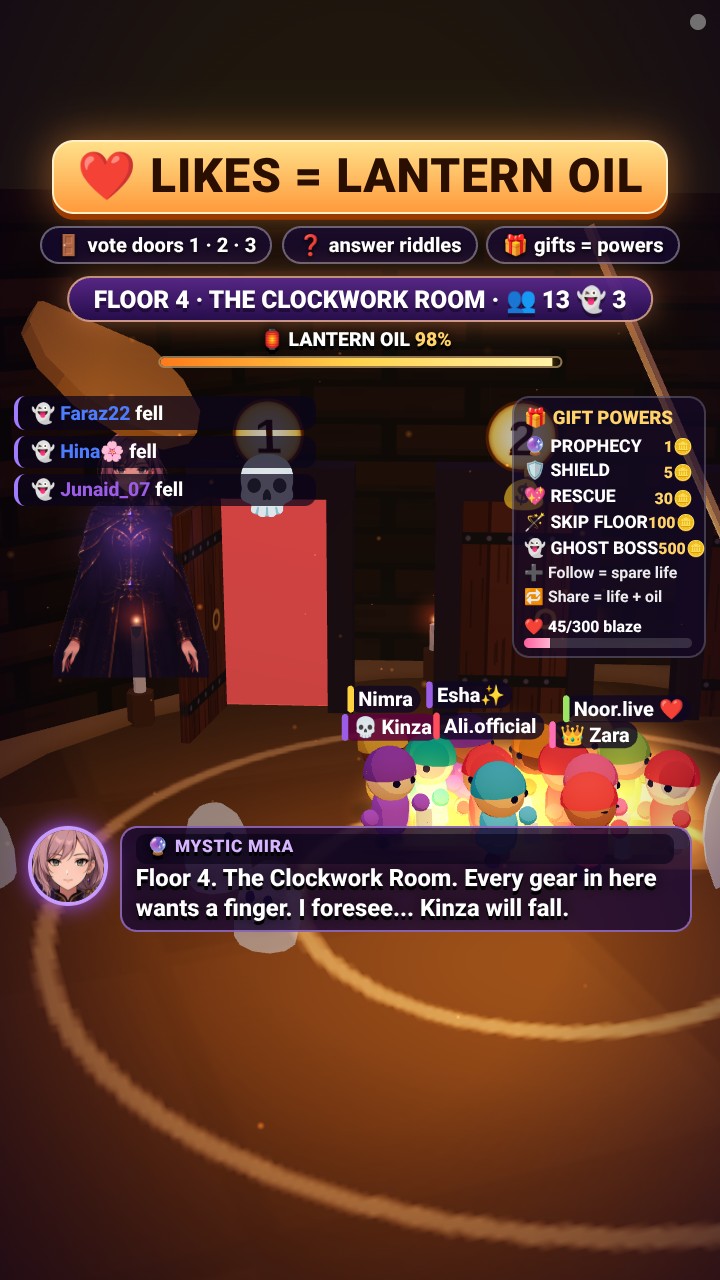 ❤️ LIKES = LANTERN OIL
🚪 vote doors 1 · 2 · 3
❓ answer riddles
🎁 gifts = powers
FLOOR 4 · THE CLOCKWORK ROOM · 👥 13 👻 3
🏮 LANTERN OIL 98%
👻 Faraz22 fell
👻 Hina🌸 fell
👻 Junaid_07 fell
1
2
🎁 GIFT POWERS
🔮 PROPHECY 1🪙
🛡️ SHIELD 5🪙
💖 RESCUE 30🪙
🪄 SKIP FLOOR 100🪙
👻 GHOST BOSS 500🪙
➕ Follow = spare life
🔁 Share = life + oil
❤️ 45/300 blaze
Nimra
Esha✨
Noor.live ❤️
💀 Kinza
Ali.official
👑 Zara
🔮 MYSTIC MIRA
Floor 4. The Clockwork Room. Every gear in here
wants a finger. I foresee... Kinza will fall.